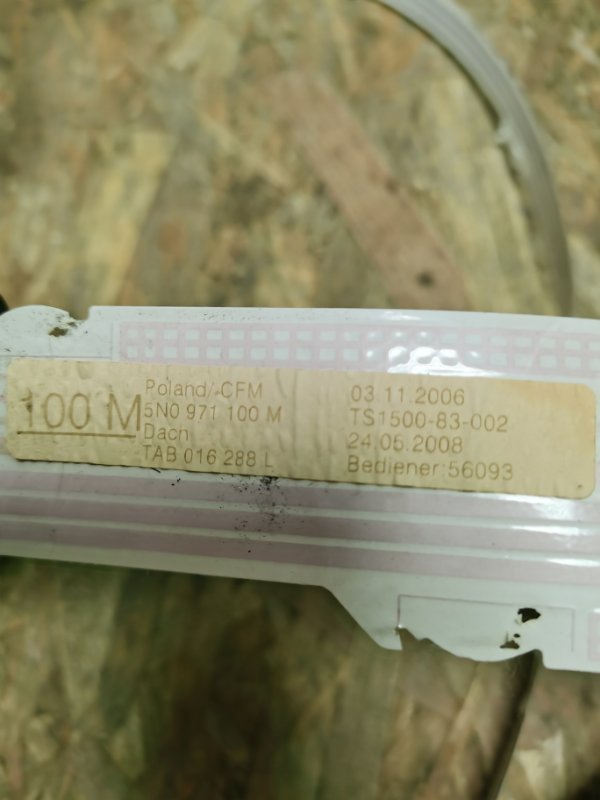 100 M
Poland/-CFM
5N0 971 100 M
Dach
TAB 016 288 L
03.11.2006
TS1500-83-002
24.05.2008
Bediener:56093